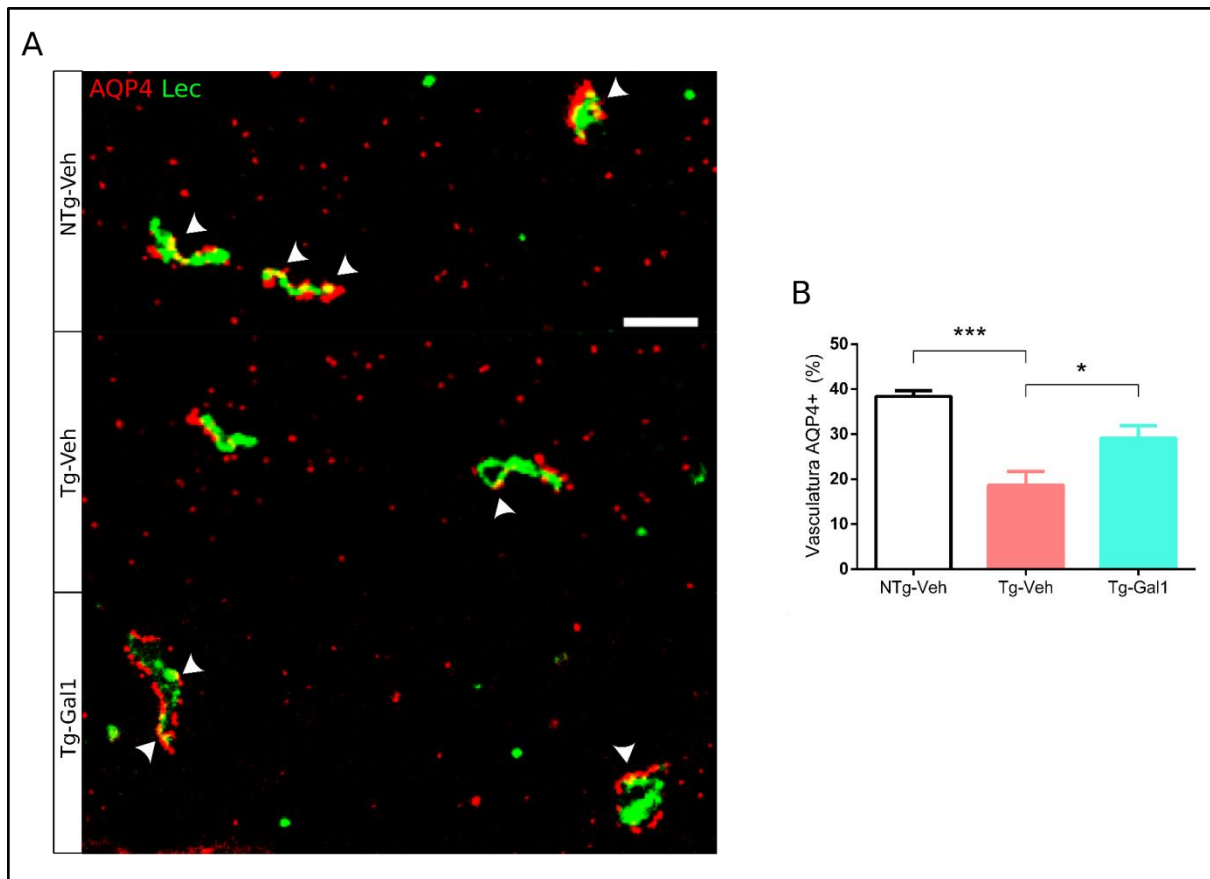 A
AQP4 Lec
NTg-Veh
Tg-Veh
Tg-Gal1
B
***
*
Vasculatura AQP4+ (%)
50
40
30
20
10
0
NTg-Veh Tg-Veh Tg-Gal1